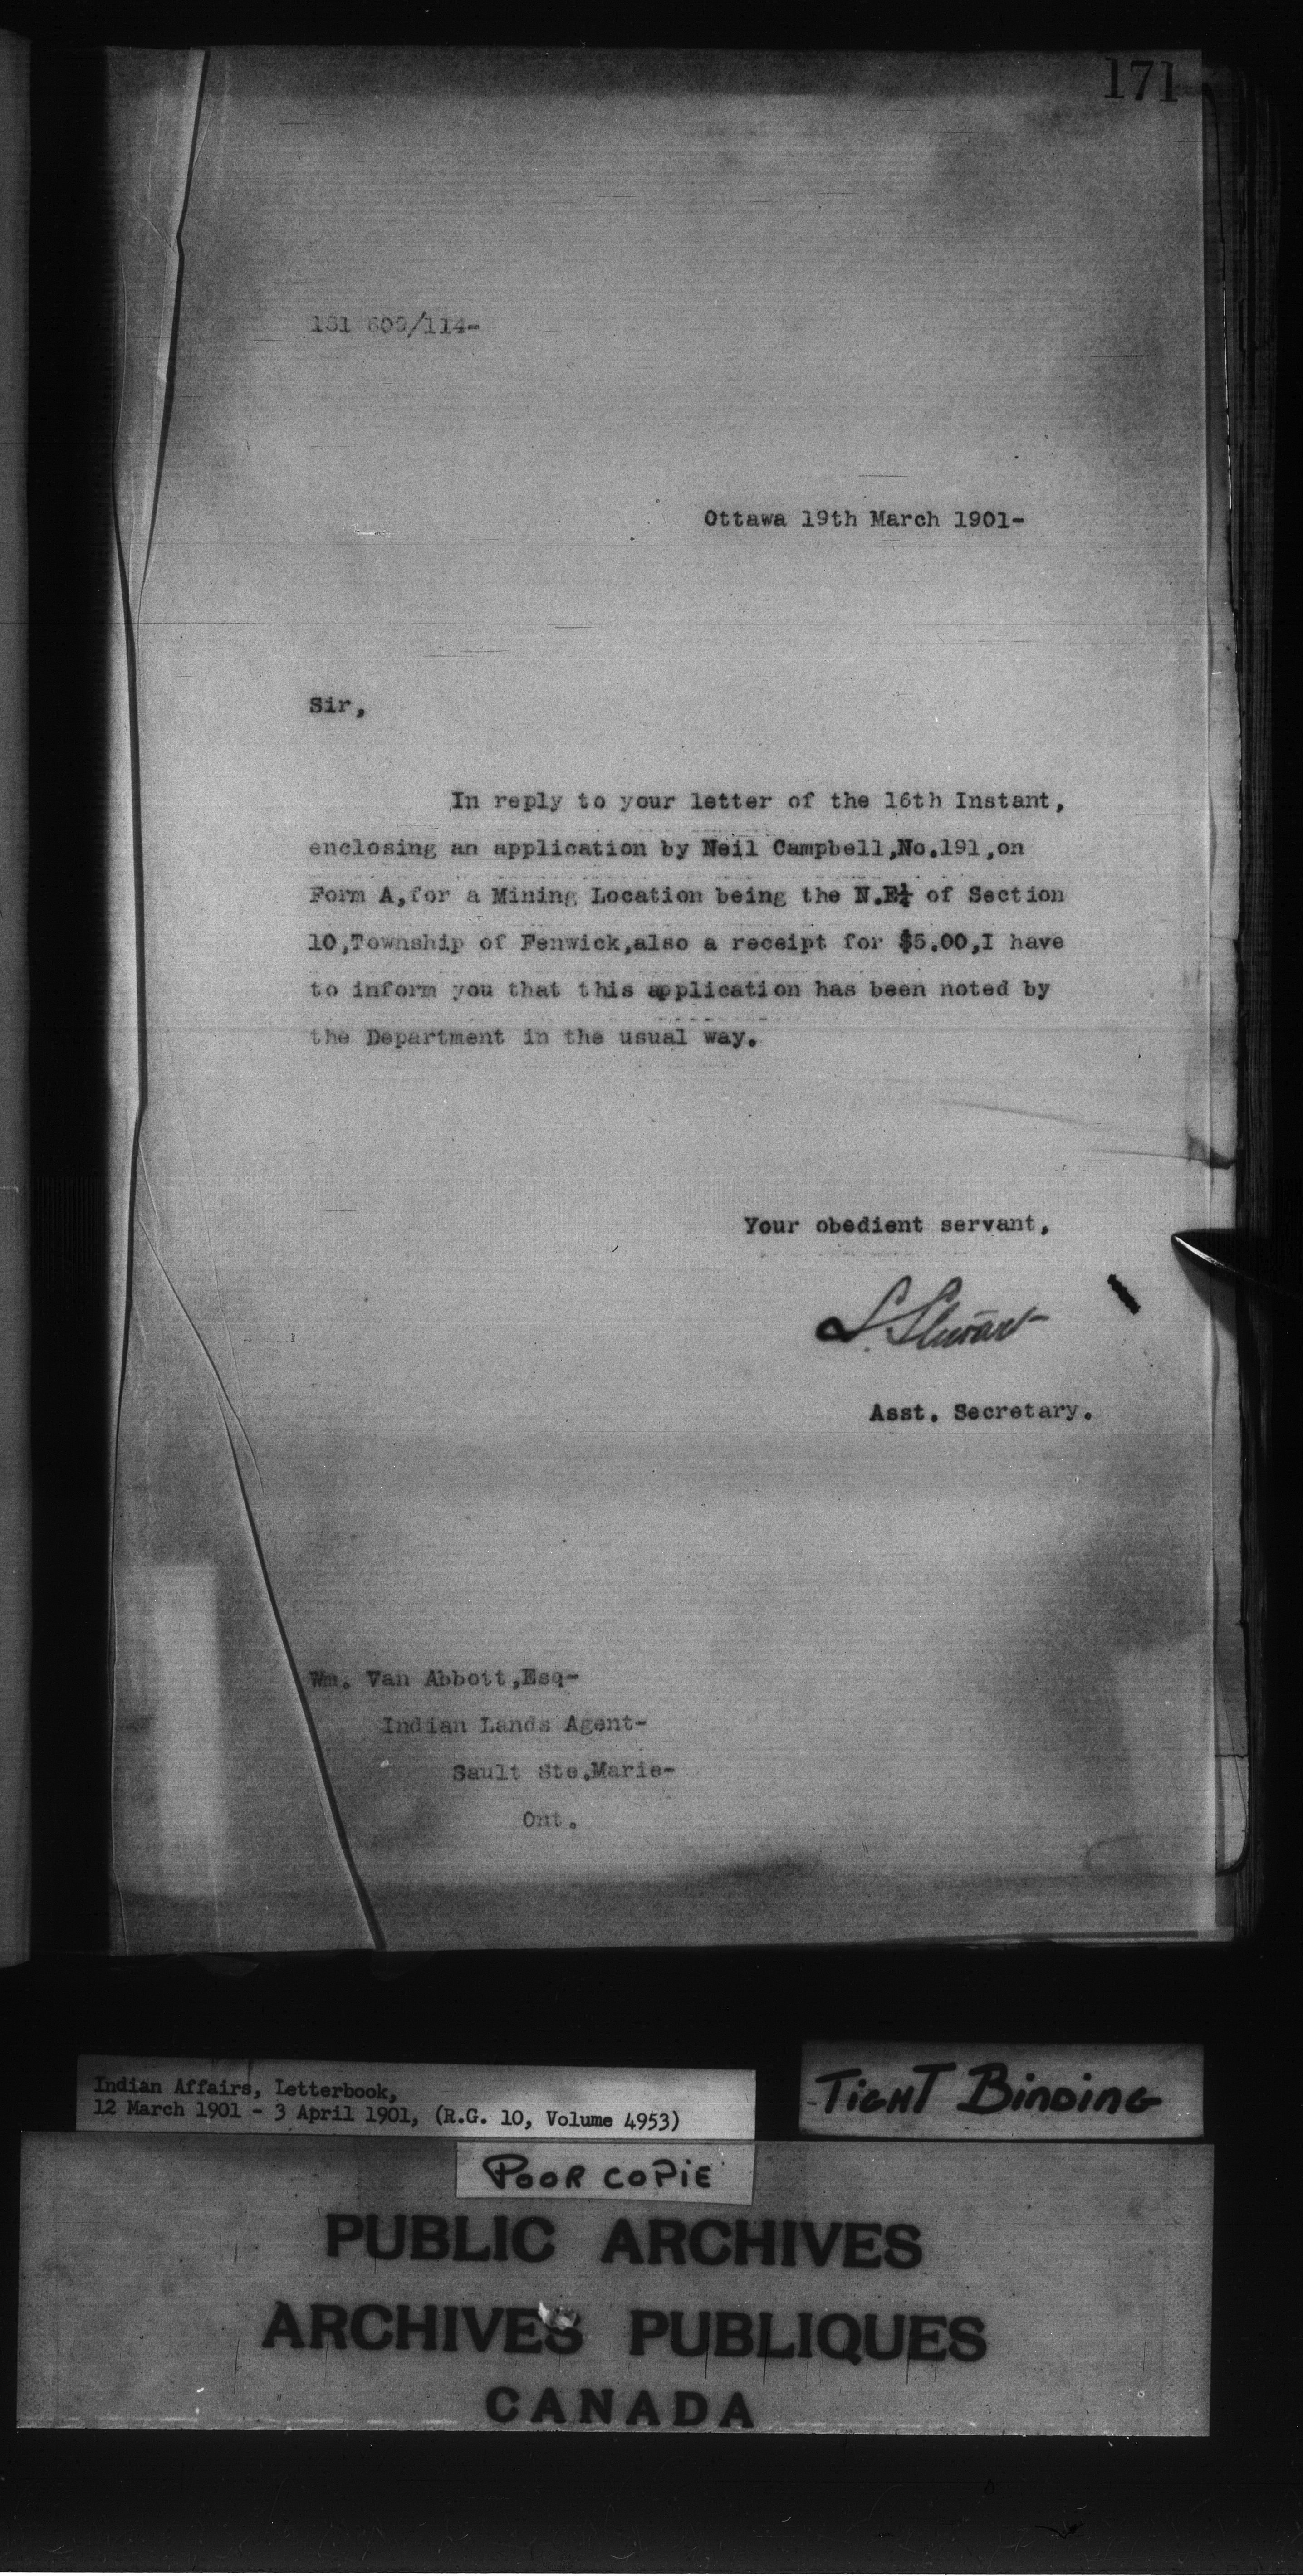 171
181 600/114-
Ottawa 19th March 1901-
Sir,
In reply to your letter of the 16th Instant,
enclosing an application by Neil Campbell,No.191,on
Form A,for a Mining Location being the N.E¼ of Section
10,Township of Fenwick,also a receipt for $5.00,I have
to inform you that this application has been noted by
the Department in the usual way.
Your obedient servant,
S. Stewart
Asst. Secretary.
Wm. Van Abbott,Esq-
Indian Lands Agent-
Sault Ste.Marie-
Ont.
Indian Affairs, Letterbook,
12 March 1901 - 3 April 1901, (R.G. 10, Volume 4953)
TIGHT BINDING
POOR COPIE
PUBLIC ARCHIVES
ARCHIVES PUBLIQUES
CANADA